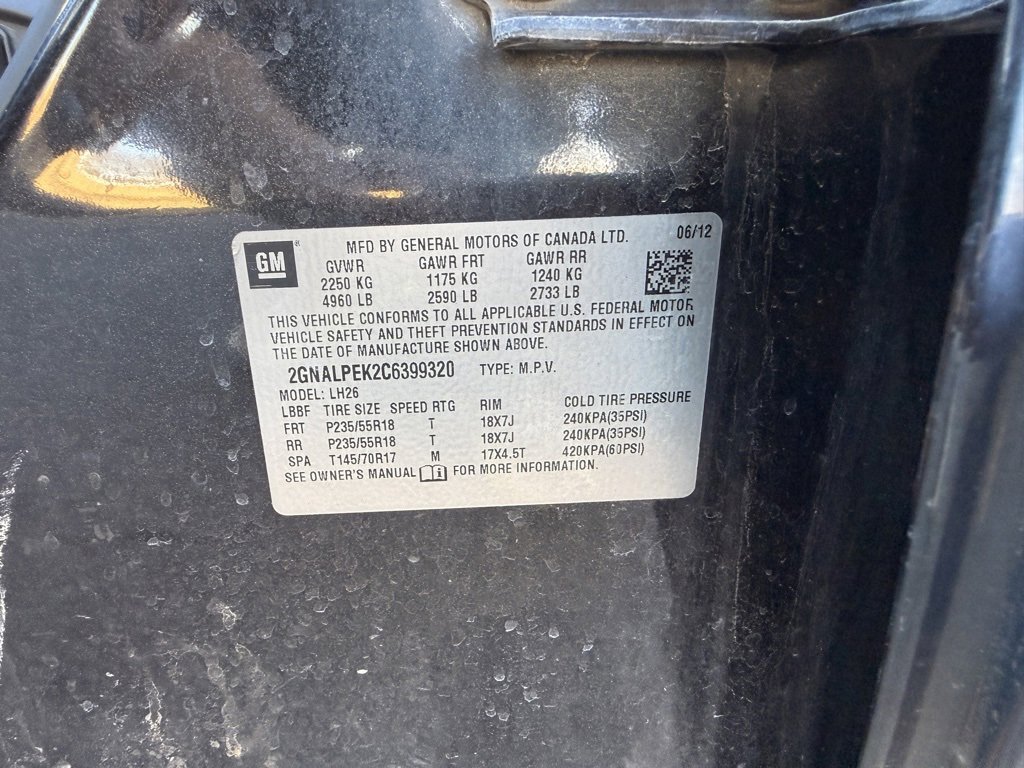 GM ®
MFD BY GENERAL MOTORS OF CANADA LTD. 06/12
GVWR GAWR FRT GAWR RR
2250 KG 1175 KG 1240 KG
4960 LB 2590 LB 2733 LB
THIS VEHICLE CONFORMS TO ALL APPLICABLE U.S. FEDERAL MOTOR
VEHICLE SAFETY AND THEFT PREVENTION STANDARDS IN EFFECT ON
THE DATE OF MANUFACTURE SHOWN ABOVE.
2GNALPEK2C6399320 TYPE: M.P.V.
MODEL: LH26
LBBF TIRE SIZE SPEED RTG RIM COLD TIRE PRESSURE
FRT P235/55R18 T 18X7J 240KPA(35PSI)
RR P235/55R18 T 18X7J 240KPA(35PSI)
SPA T145/70R17 M 17X4.5T 420KPA(60PSI)
SEE OWNER'S MANUAL FOR MORE INFORMATION.